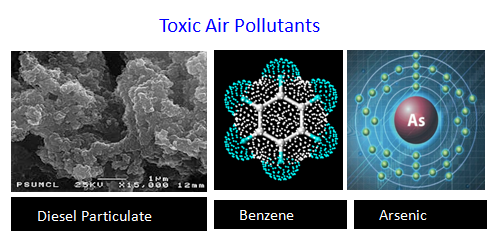 Toxic Air Pollutants
As
1µm
PSUMCL 25KV X15,000 12mm
Diesel Particulate
Benzene
Arsenic